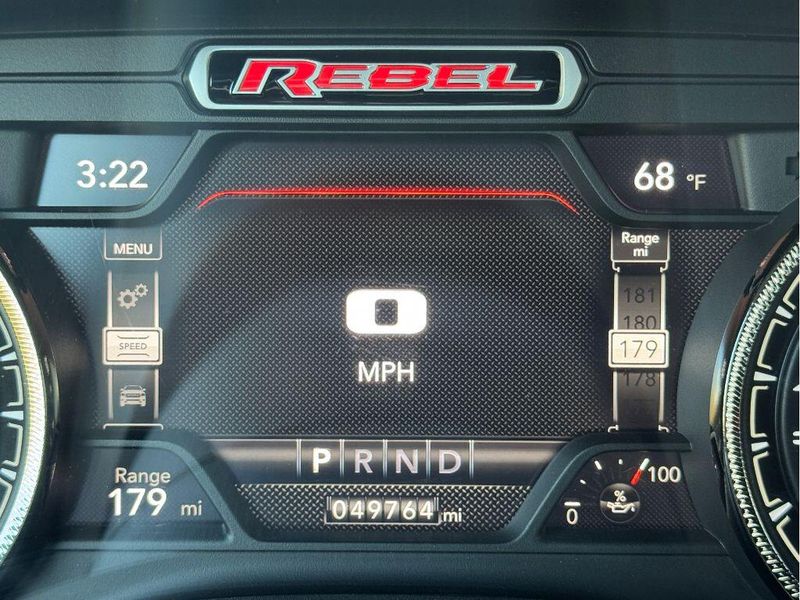 REBEL
3:22
68 °F
MENU
Range
mi
181
180
SPEED
179
178
0
MPH
P R N D
Range
179 mi
049764 mi
0 % 100